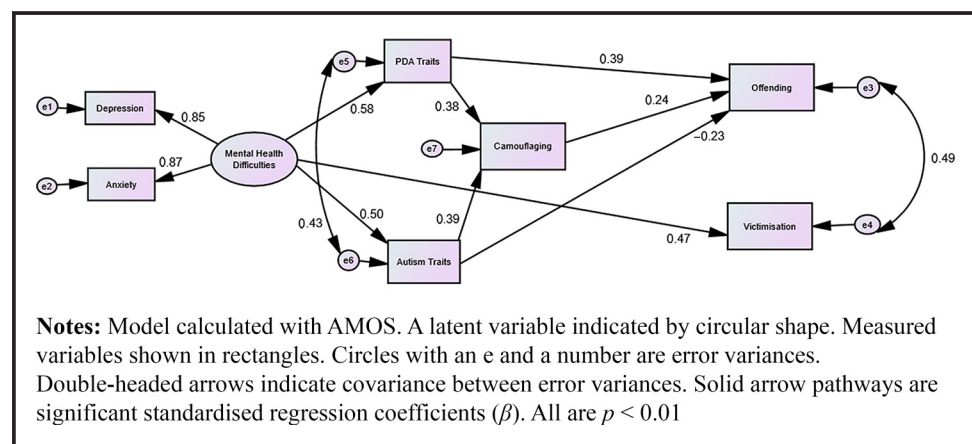 e5
PDA Traits
0.39
Offending
e3
e1
Depression
0.85
0.58
0.38
0.24
Mental Health
Difficulties
e7
Camouflaging
−0.23
0.87
e2
Anxiety
0.49
0.43
0.50
0.39
0.47
Victimisation
e4
e6
Autism Traits
Notes: Model calculated with AMOS. A latent variable indicated by circular shape. Measured
variables shown in rectangles. Circles with an e and a number are error variances.
Double-headed arrows indicate covariance between error variances. Solid arrow pathways are
significant standardised regression coefficients (β). All are p < 0.01